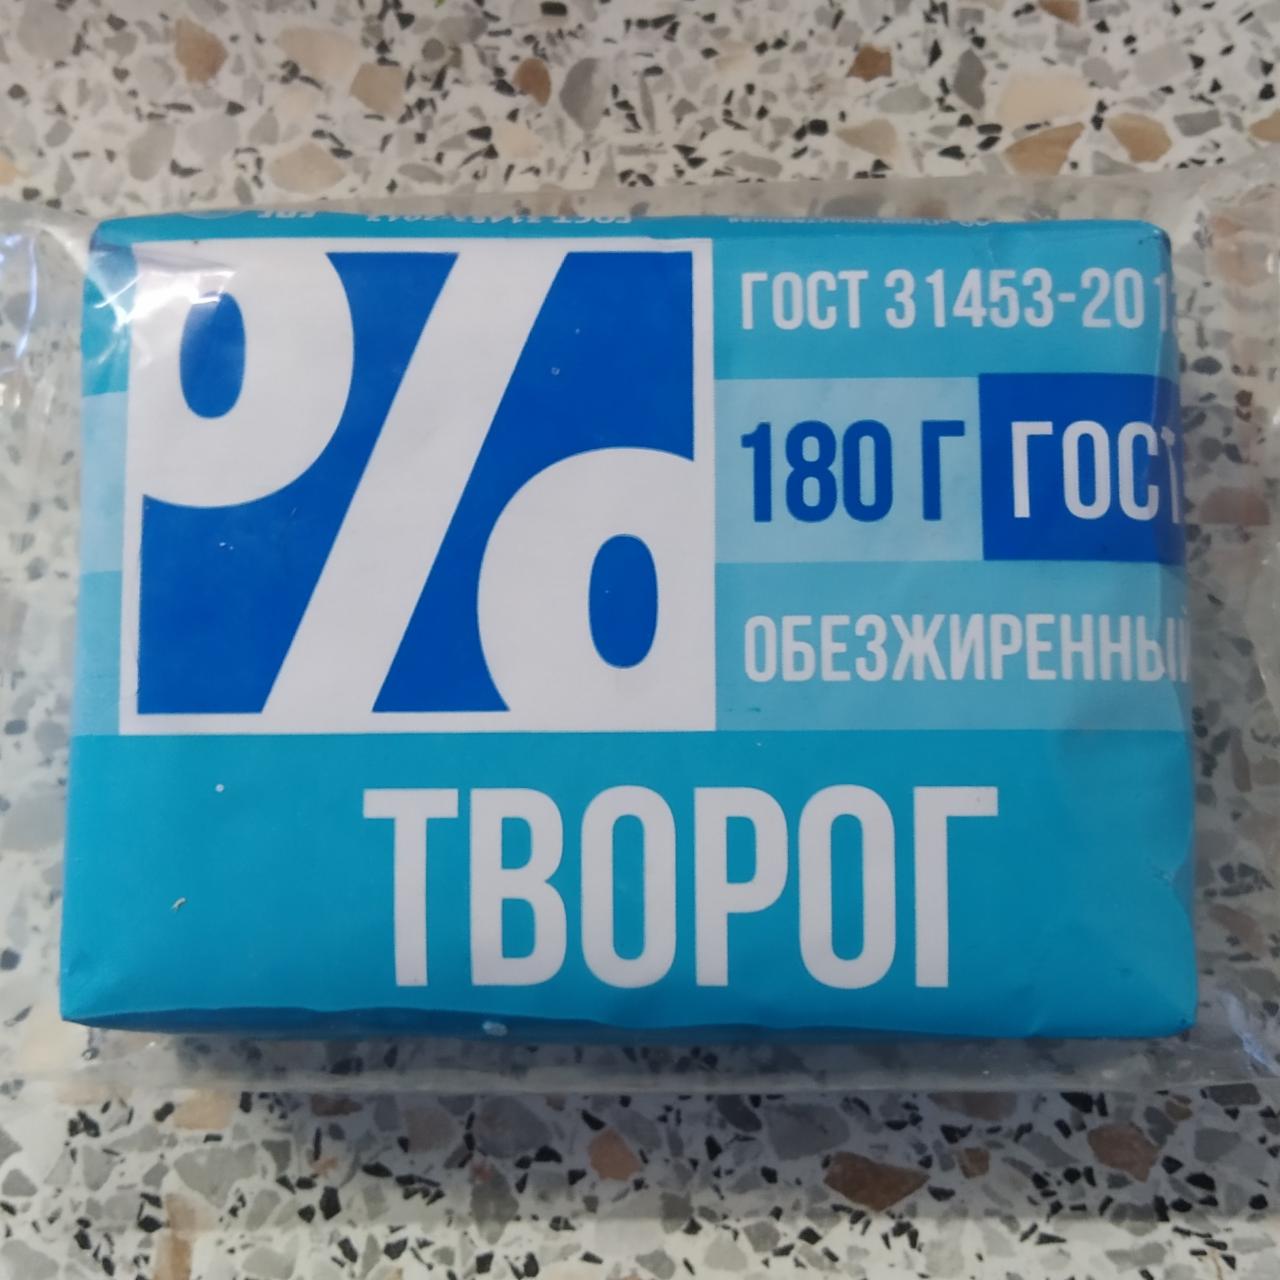 %
ГОСТ 31453-201
180 Г ГОСТ
ОБЕЗЖИРЕННЫЙ
ТВОРОГ